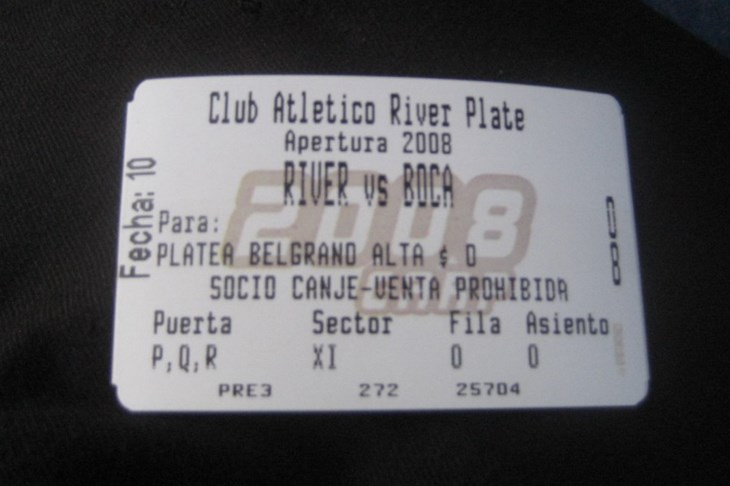 Club Atletico River Plate
Apertura 2008
RIVER vs BOCA
Fecha: 10
Para:
PLATEA BELGRANO ALTA $ 0
SOCIO CANJE-VENTA PROHIBIDA
Puerta Sector Fila Asiento
P,Q,R XI 0 0
PRE3 272 25704
2008